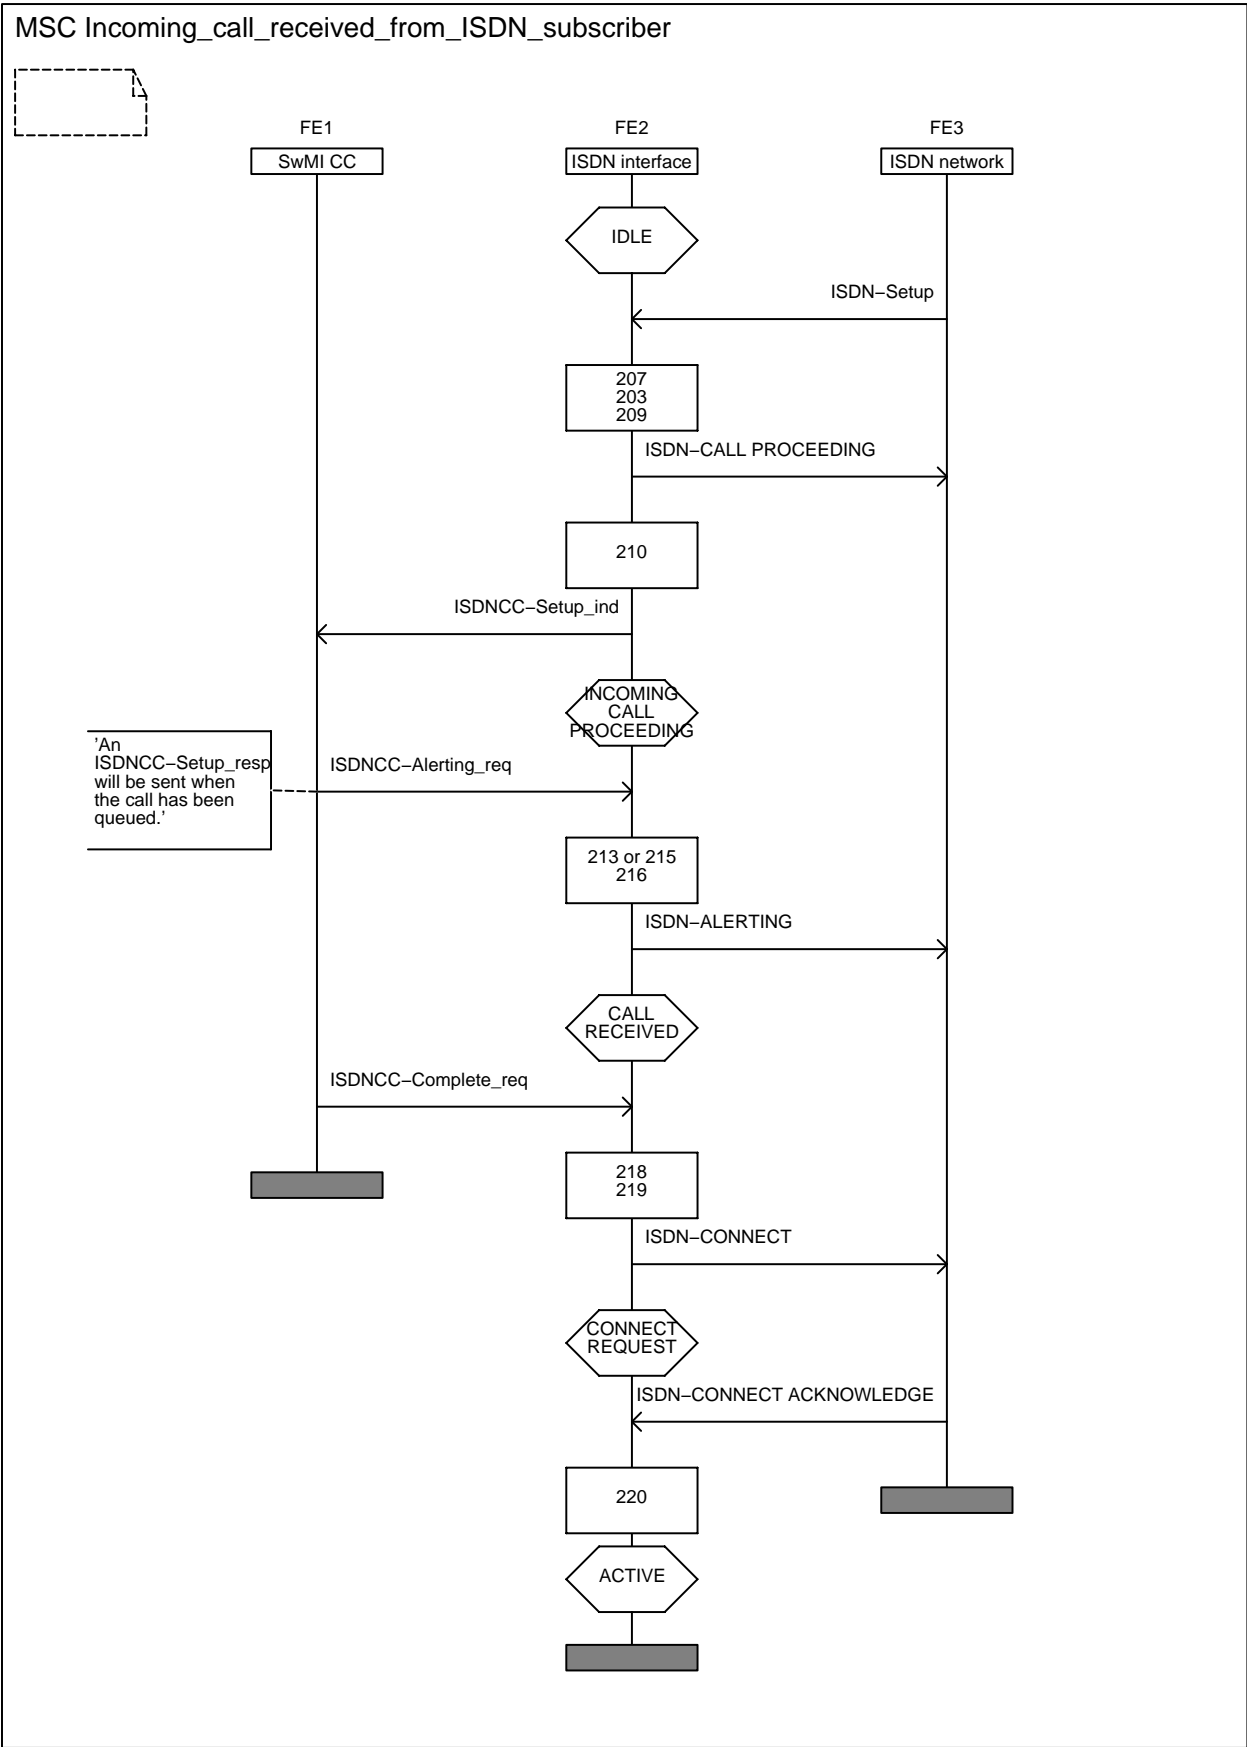 MSC Incoming_call_received_from_ISDN_subscriber
FE1
FE2
FE3
SwMI CC
ISDN interface
ISDN network
IDLE
ISDN−Setup
207
203
209
ISDN−CALL PROCEEDING
210
ISDNCC−Setup_ind
INCOMING
CALL
PROCEEDING
'An
ISDNCC−Setup_resp
will be sent when
the call has been
queued.'
ISDNCC−Alerting_req
213 or 215
216
ISDN−ALERTING
CALL
RECEIVED
ISDNCC−Complete_req
218
219
ISDN−CONNECT
CONNECT
REQUEST
ISDN−CONNECT ACKNOWLEDGE
220
ACTIVE